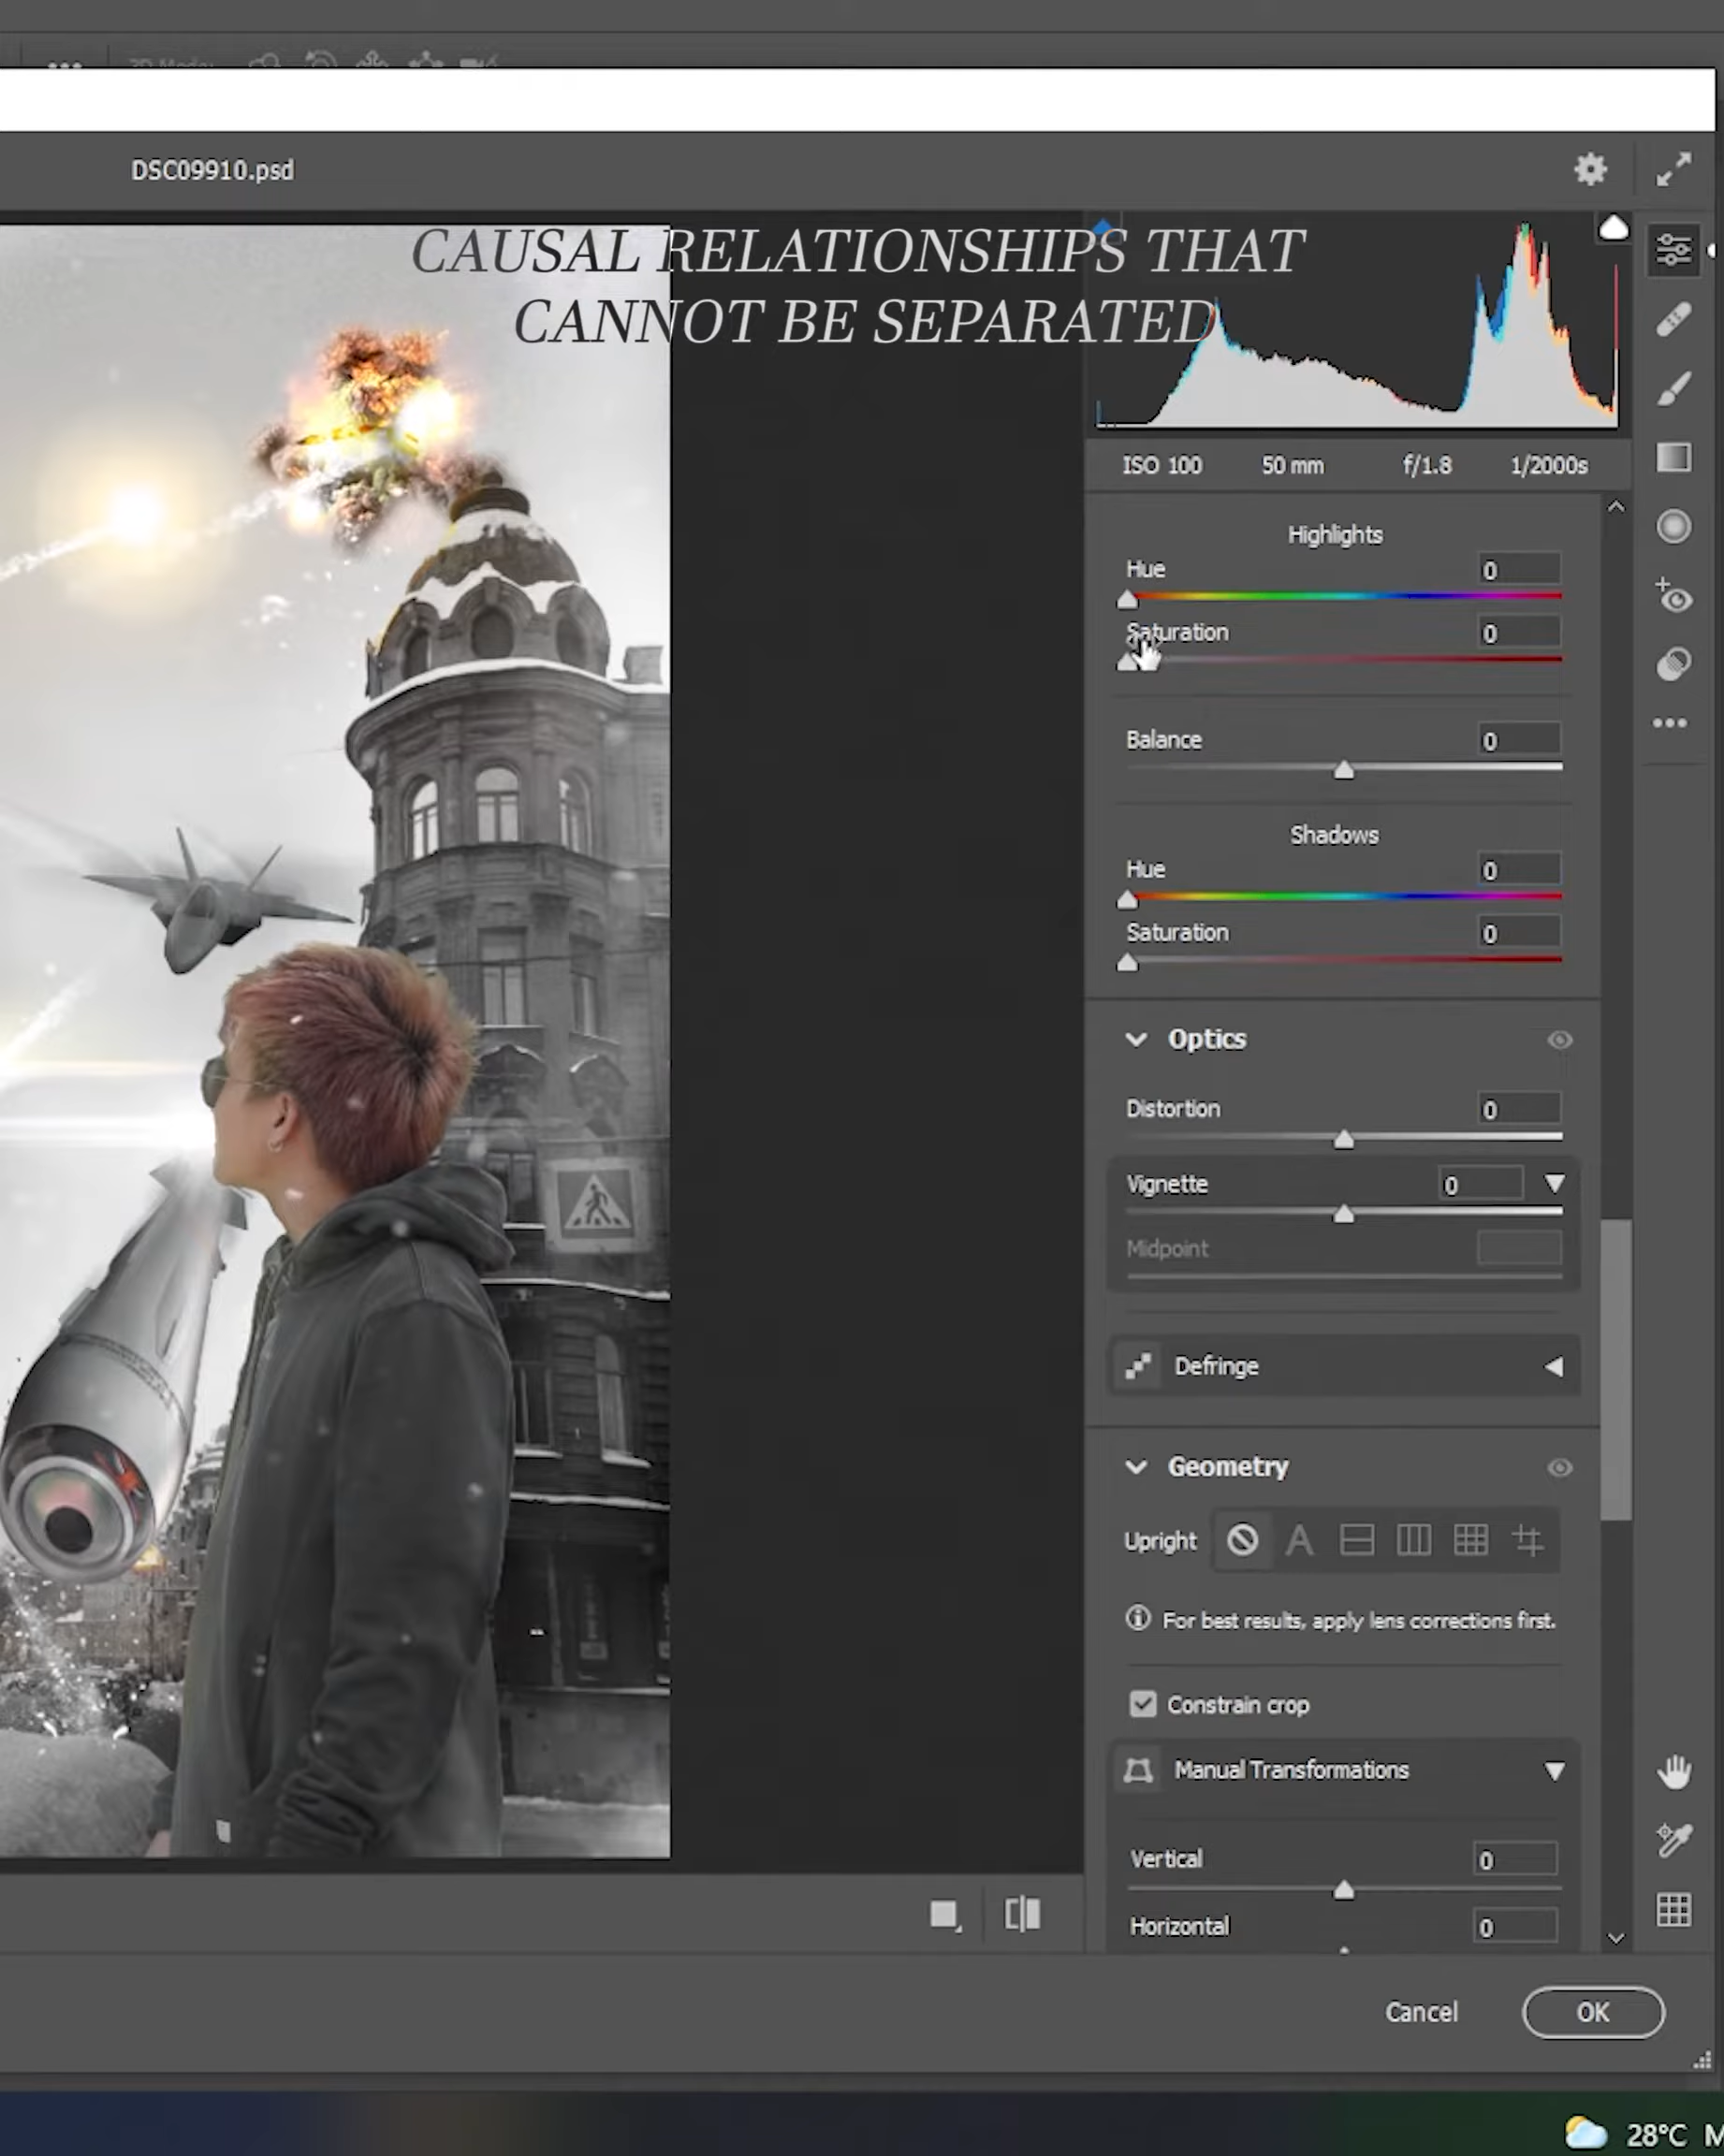 3D Mode:
DSC09910.psd
CAUSAL RELATIONSHIPS THAT
CANNOT BE SEPARATED
ISO 100 50 mm f/1.8 1/2000s
Highlights
Hue 0
Saturation 0
Balance 0
Shadows
Hue 0
Saturation 0
Optics
Distortion 0
Vignette 0
Midpoint
Defringe
Geometry
Upright A
For best results, apply lens corrections first.
Constrain crop
Manual Transformations
Vertical 0
Horizontal 0
Cancel OK
28°C M